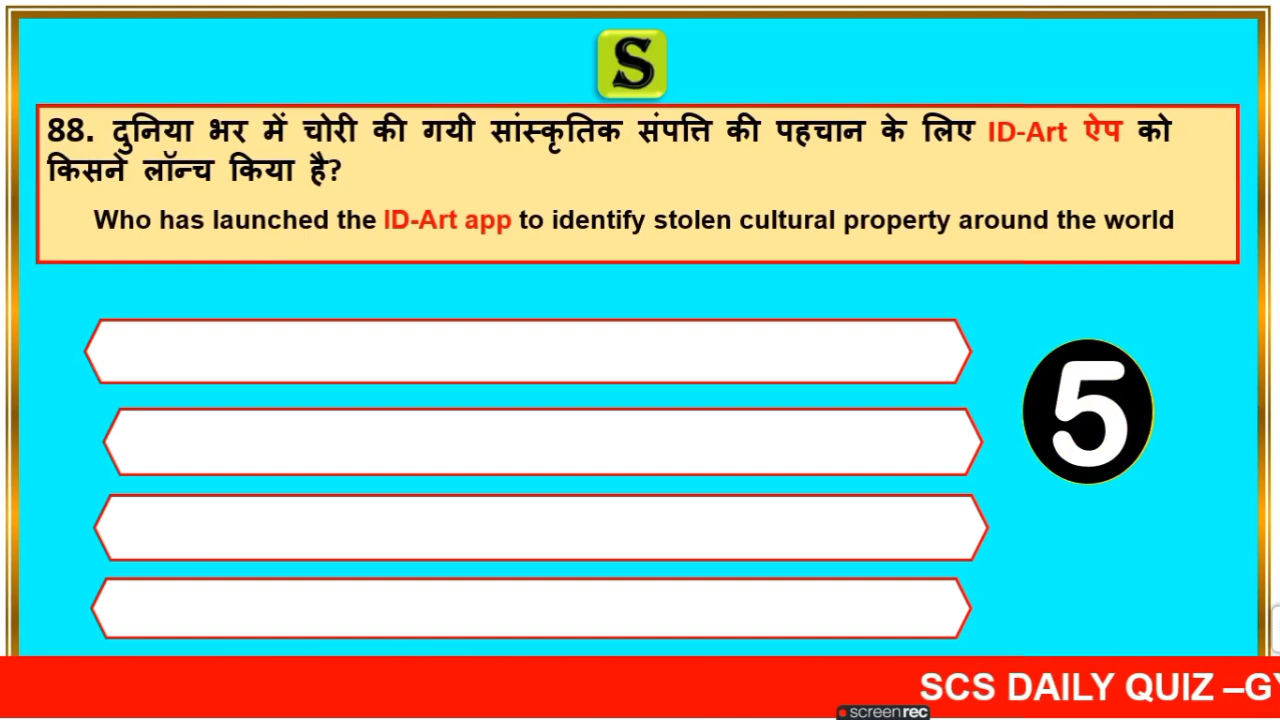 S
88. दुनिया भर में चोरी की गयी सांस्कृतिक संपत्ति की पहचान के लिए ID-Art ऐप को
किसने लॉन्च किया है?
Who has launched the ID-Art app to identify stolen cultural property around the world
5
SCS DAILY QUIZ –GY
screenrec